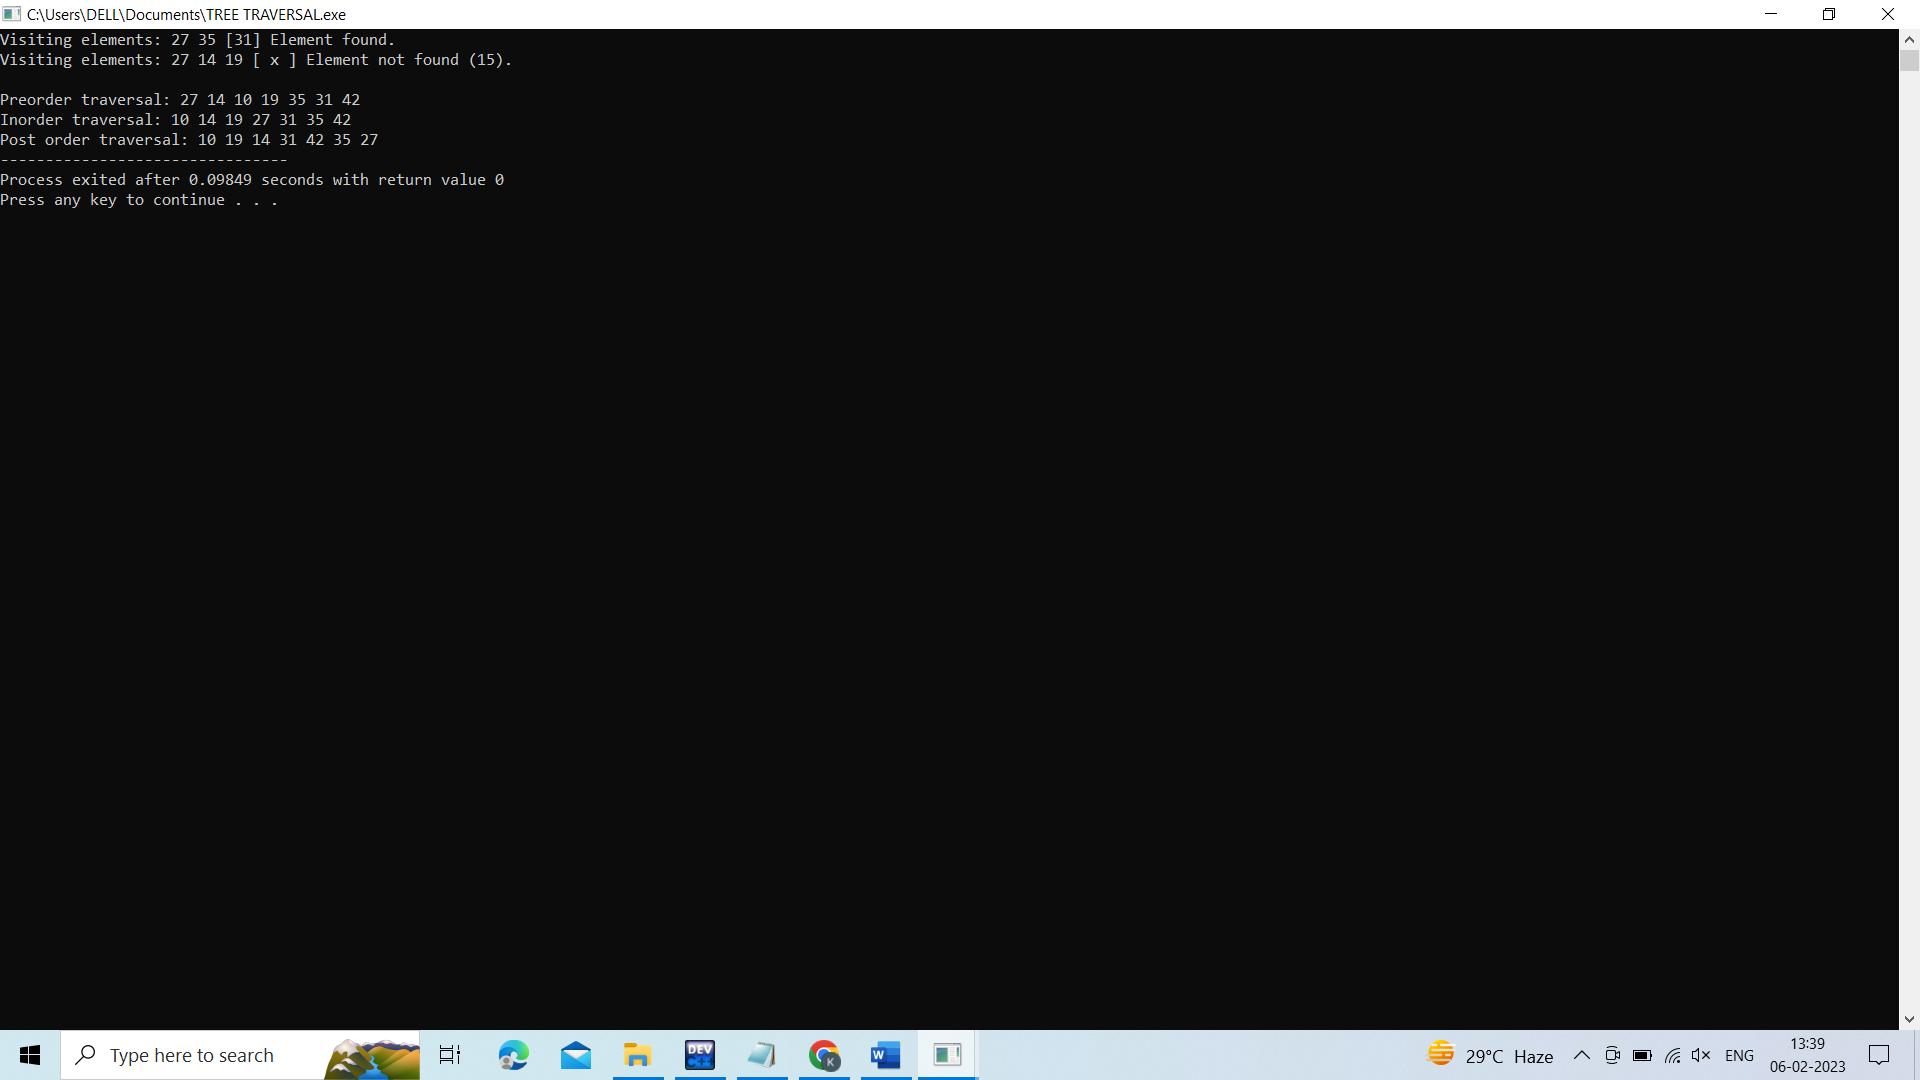 C:\Users\DELL\Documents\TREE TRAVERSAL.exe
Visiting elements: 27 35 [31] Element found.
Visiting elements: 27 14 19 [ x ] Element not found (15).
Preorder traversal: 27 14 10 19 35 31 42
Inorder traversal: 10 14 19 27 31 35 42
Post order traversal: 10 19 14 31 42 35 27
--------------------------------
Process exited after 0.09849 seconds with return value 0
Press any key to continue . . .
Type here to search
DEV C++
K
W
29°C Haze
ENG
13:39
06-02-2023